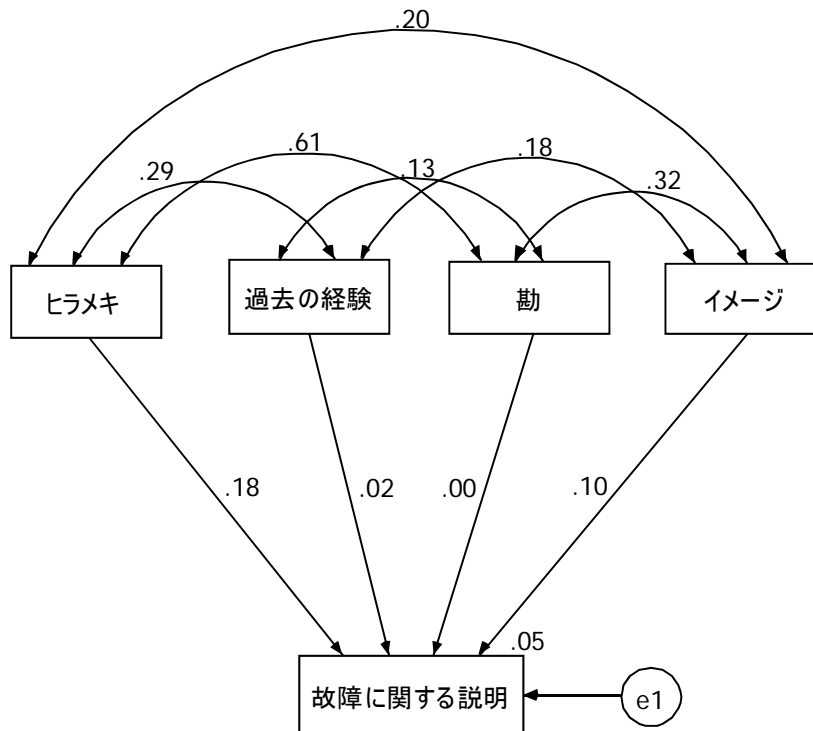 .20
.61
.18
.29
.13
.32
ヒラメキ
過去の経験
勘
イメージ
.18
.02
.00
.10
.05
故障に関する説明
e1